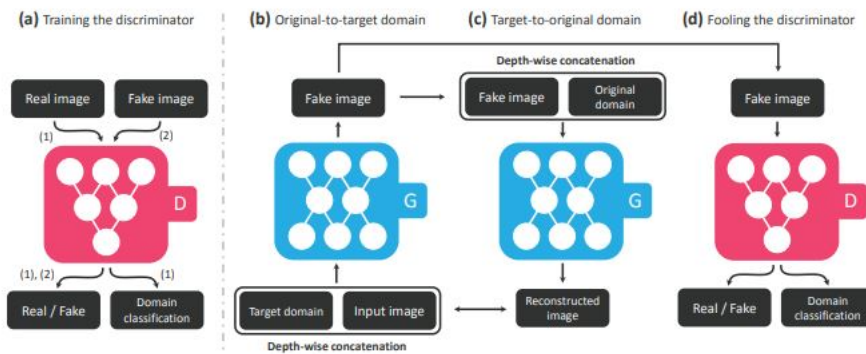 (a) Training the discriminator
(b) Original-to-target domain
(c) Target-to-original domain
(d) Fooling the discriminator
Depth-wise concatenation
Real image
Fake image
Fake image
Fake image
Original
domain
Fake image
(1)
(2)
D
G
G
D
(1), (2)
(1)
Real / Fake
Domain
classification
Target domain
Input image
Reconstructed
image
Real / Fake
Domain
classification
Depth-wise concatenation